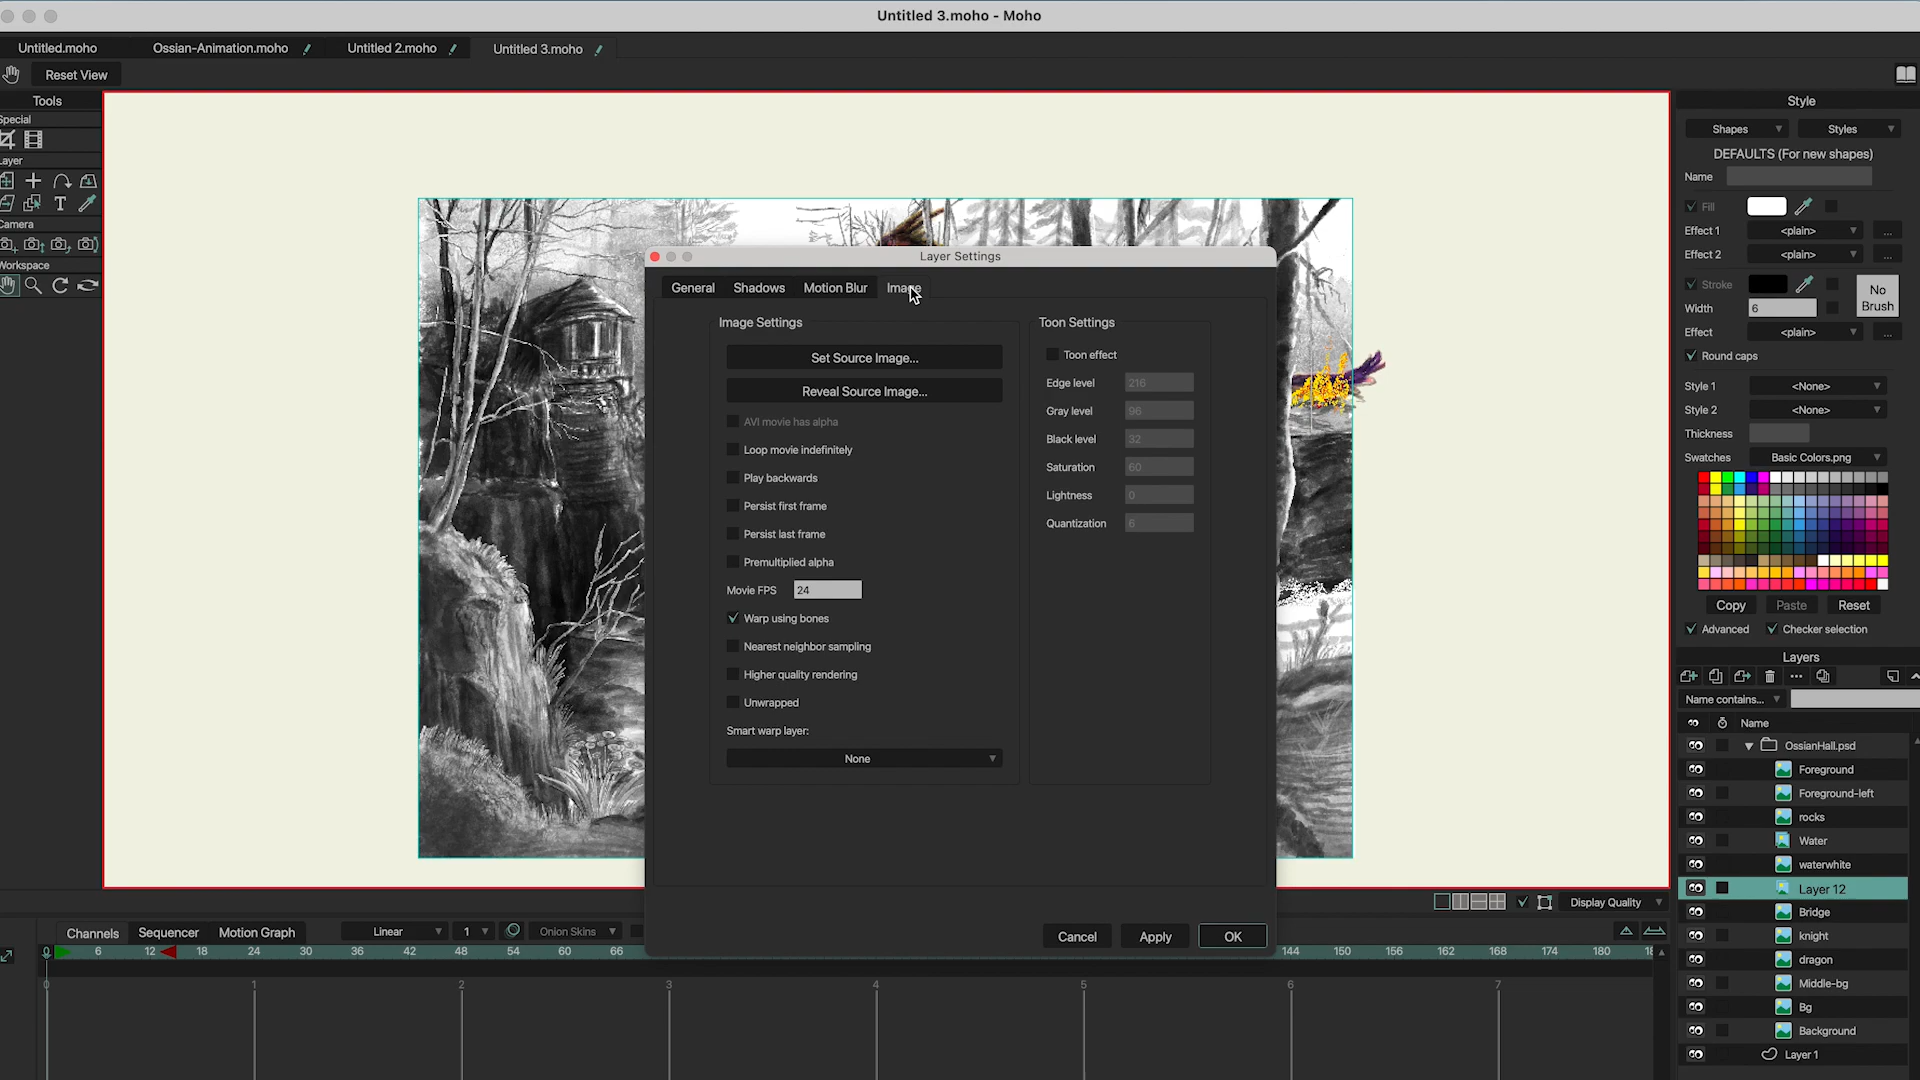 Untitled 3.moho - Moho
Untitled.moho Ossian-Animation.moho Untitled 2.moho Untitled 3.moho
Reset View
Tools
Special
Layer
Camera
Workspace
Layer Settings
General Shadows Motion Blur Image
Image Settings
Set Source Image...
Reveal Source Image...
AVI movie has alpha
Loop movie indefinitely
Play backwards
Persist first frame
Persist last frame
Premultiplied alpha
Movie FPS 24
Warp using bones
Nearest neighbor sampling
Higher quality rendering
Unwrapped
Smart warp layer:
None
Toon Settings
Toon effect
Edge level 216
Gray level 96
Black level 32
Saturation 60
Lightness 0
Quantization 6
Cancel Apply OK
Style
Shapes Styles
DEFAULTS (For new shapes)
Name
Fill
Effect 1 <plain> ...
Effect 2 <plain> ...
Stroke
No Brush
Width 6
Effect <plain> ...
Round caps
Style 1 <None>
Style 2 <None>
Thickness
Swatches Basic Colors.png
Copy Paste Reset
Advanced Checker selection
Layers
Name contains...
Name
OssianHall.psd
Foreground
Foreground-left
rocks
Water
waterwhite
Layer 12
Bridge
knight
dragon
Middle-bg
Bg
Background
Layer 1
Display Quality
Channels Sequencer Motion Graph Linear 1 Onion Skins
0 6 12 18 24 30 36 42 48 54 60 66 144 150 156 162 168 174 180
0 1 2 3 4 5 6 7